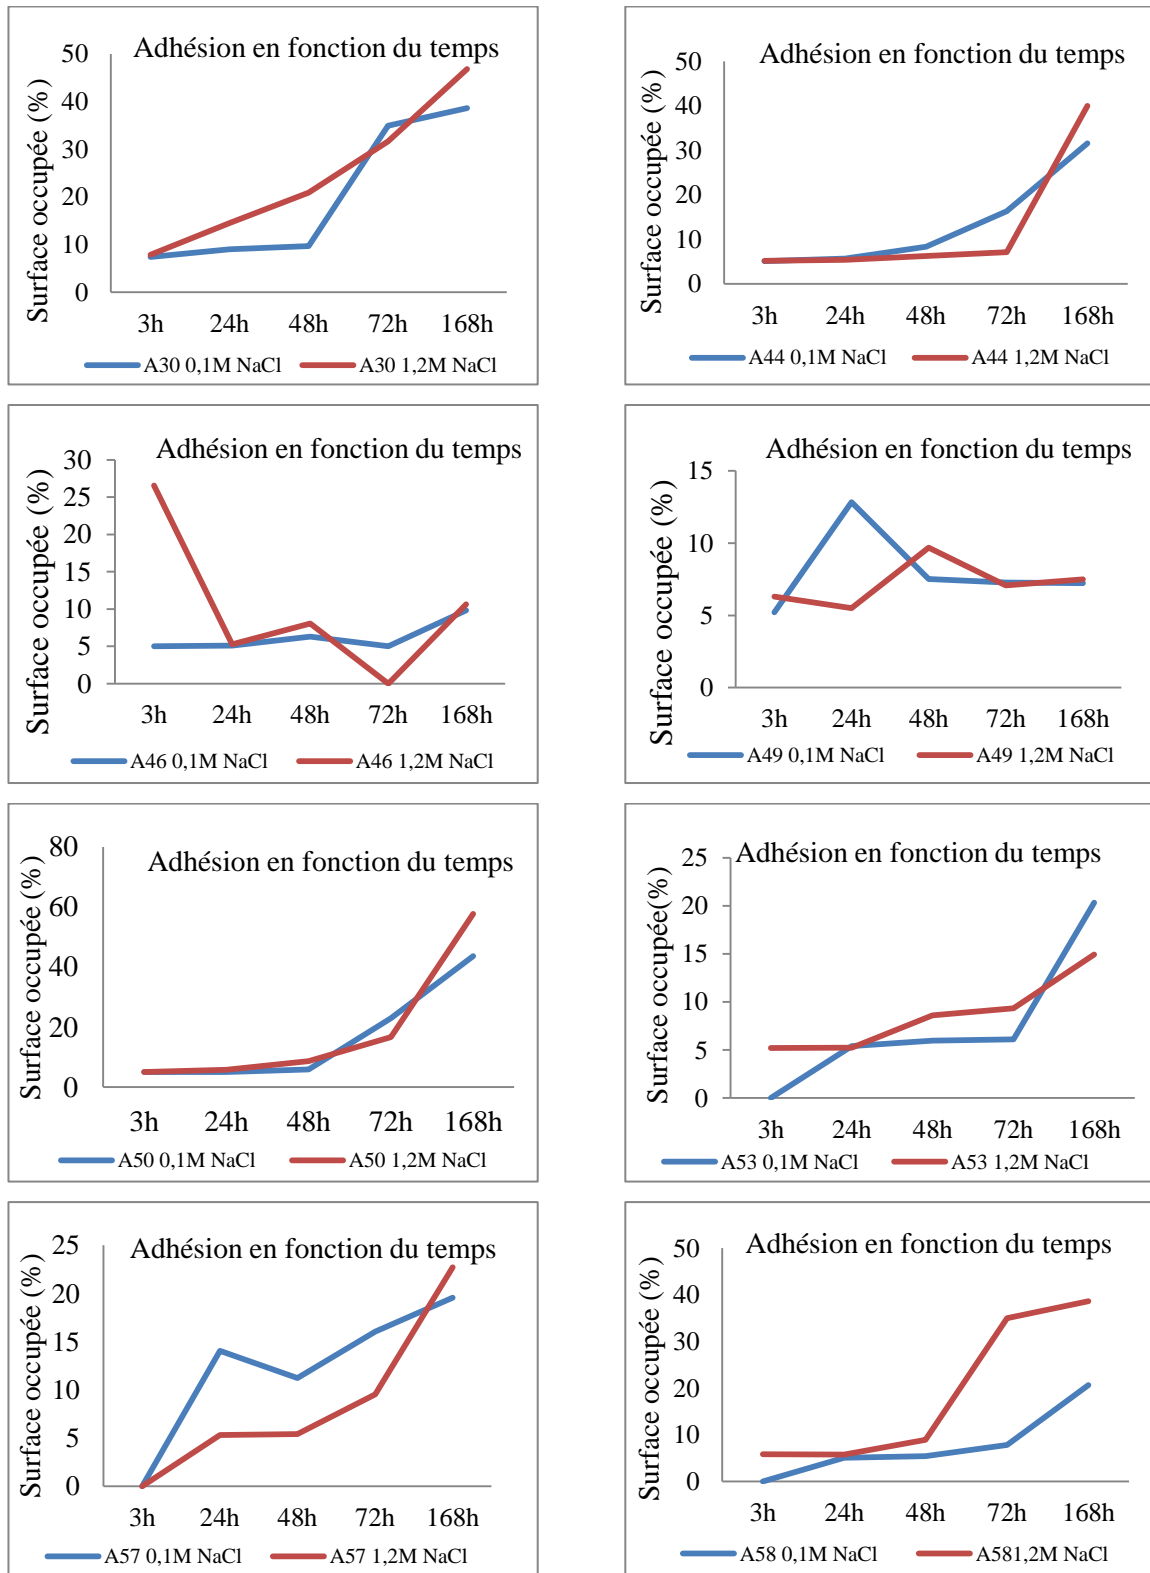 Adhésion en fonction du temps
Surface occupée (%)
50
40
30
20
10
0
3h 24h 48h 72h 168h
A30 0,1M NaCl A30 1,2M NaCl
Adhésion en fonction du temps
Surface occupée (%)
50
40
30
20
10
0
3h 24h 48h 72h 168h
A44 0,1M NaCl A44 1,2M NaCl
Adhésion en fonction du temps
Surface occupée (%)
30
25
20
15
10
5
0
3h 24h 48h 72h 168h
A46 0,1M NaCl A46 1,2M NaCl
Adhésion en fonction du temps
Surface occupée (%)
15
10
5
0
3h 24h 48h 72h 168h
A49 0,1M NaCl A49 1,2M NaCl
Adhésion en fonction du temps
Surface occupée (%)
80
60
40
20
0
3h 24h 48h 72h 168h
A50 0,1M NaCl A50 1,2M NaCl
Adhésion en fonction du temps
Surface occupée(%)
25
20
15
10
5
0
3h 24h 48h 72h 168h
A53 0,1M NaCl A53 1,2M NaCl
Adhésion en fonction du temps
Surface occupée (%)
25
20
15
10
5
0
3h 24h 48h 72h 168h
A57 0,1M NaCl A57 1,2M NaCl
Adhésion en fonction du temps
Surface occupée (%)
50
40
30
20
10
0
3h 24h 48h 72h 168h
A58 0,1M NaCl A581,2M NaCl